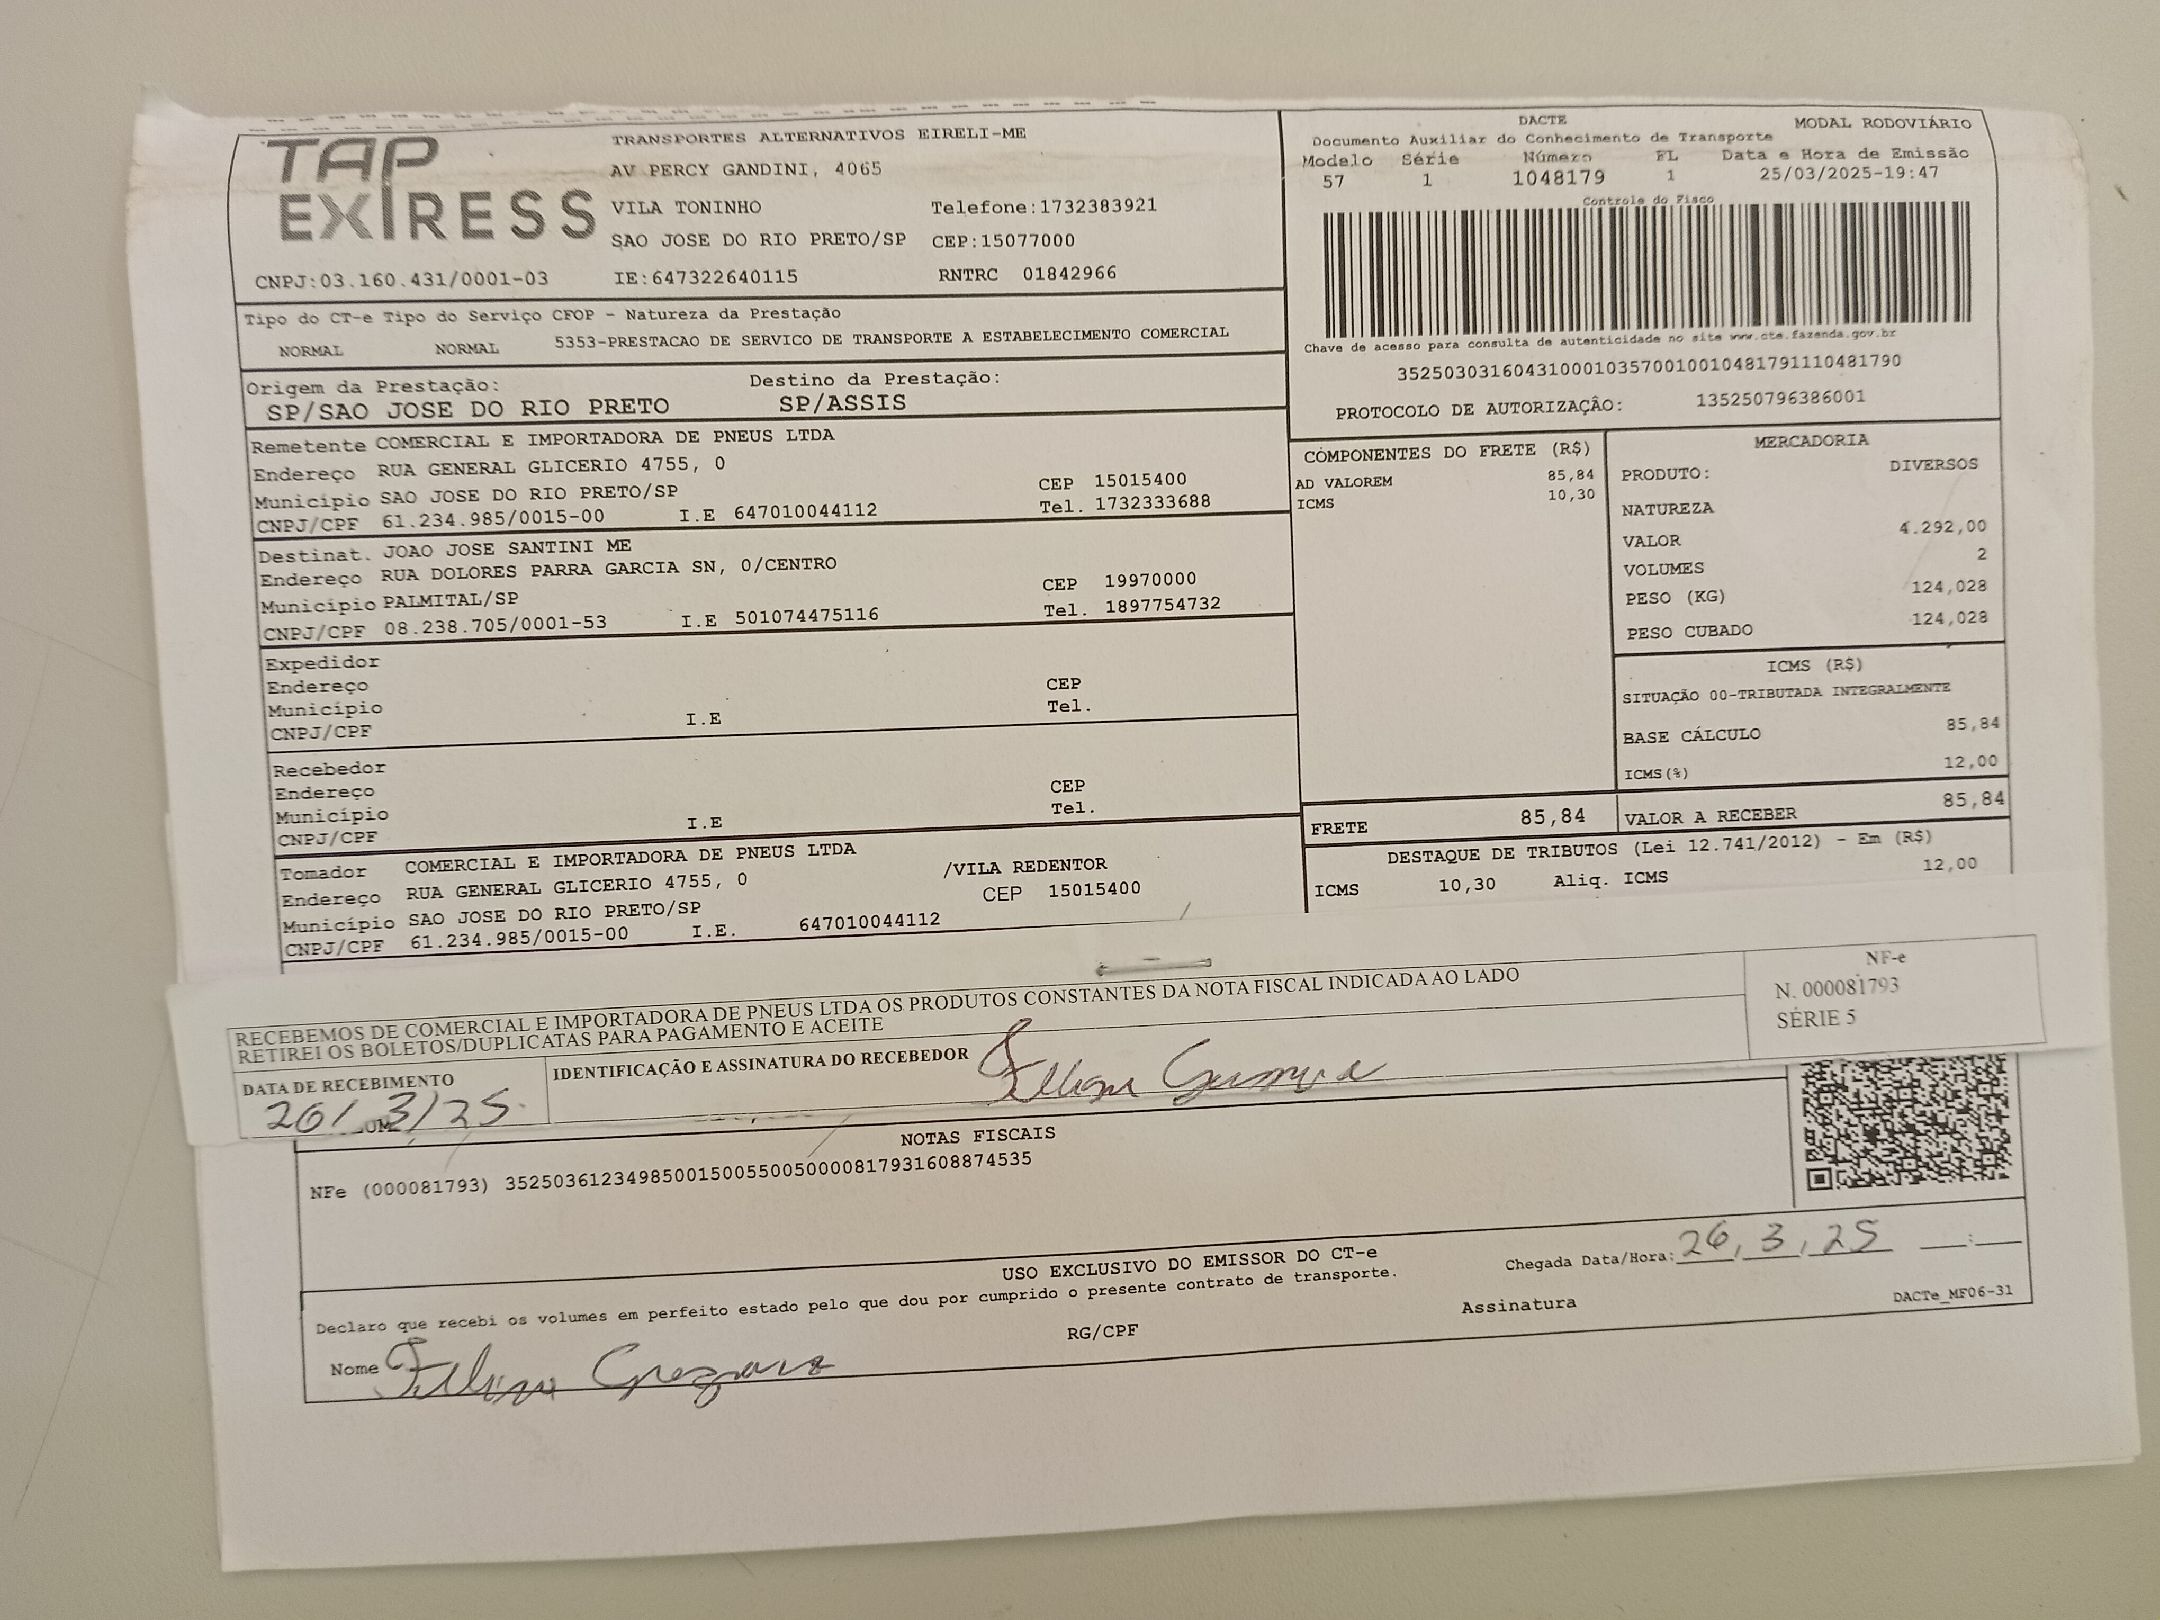 TAP EXPRESS
TRANSPORTES ALTERNATIVOS EIRELI-ME
AV PERCY GANDINI, 4065
VILA TONINHO Telefone:1732383921
SAO JOSE DO RIO PRETO/SP CEP:15077000
CNPJ:03.160.431/0001-03 IE:647322640115 RNTRC 01842966
DACTE MODAL RODOVIÁRIO
Documento Auxiliar do Conhecimento de Transporte
Modelo Série Número FL Data e Hora de Emissão
57 1 1048179 1 25/03/2025-19:47
Controle do Fisco
Chave de acesso para consulta de autenticidade no site www.cte.fazenda.gov.br
35250303160431000103570010010481791110481790
PROTOCOLO DE AUTORIZAÇÂO: 135250796386001
Tipo do CT-e Tipo do Serviço CFOP - Natureza da Prestação
NORMAL NORMAL 5353-PRESTACAO DE SERVICO DE TRANSPORTE A ESTABELECIMENTO COMERCIAL
Origem da Prestação: Destino da Prestação:
SP/SAO JOSE DO RIO PRETO SP/ASSIS
Remetente COMERCIAL E IMPORTADORA DE PNEUS LTDA
Endereço RUA GENERAL GLICERIO 4755, 0
Município SAO JOSE DO RIO PRETO/SP CEP 15015400
CNPJ/CPF 61.234.985/0015-00 I.E 647010044112 Tel. 1732333688
Destinat. JOAO JOSE SANTINI ME
Endereço RUA DOLORES PARRA GARCIA SN, 0/CENTRO
Município PALMITAL/SP CEP 19970000
CNPJ/CPF 08.238.705/0001-53 I.E 501074475116 Tel. 1897754732
Expedidor
Endereço CEP
Município Tel.
CNPJ/CPF I.E
Recebedor
Endereço CEP
Município Tel.
CNPJ/CPF I.E
Tomador COMERCIAL E IMPORTADORA DE PNEUS LTDA
Endereço RUA GENERAL GLICERIO 4755, 0 /VILA REDENTOR
Município SAO JOSE DO RIO PRETO/SP CEP 15015400
CNPJ/CPF 61.234.985/0015-00 I.E. 647010044112
COMPONENTES DO FRETE (R$)
AD VALOREM 85,84
ICMS 10,30
MERCADORIA
PRODUTO: DIVERSOS
NATUREZA
VALOR 4.292,00
VOLUMES 2
PESO (KG) 124,028
PESO CUBADO 124,028
ICMS (R$)
SITUAÇÃO 00-TRIBUTADA INTEGRALMENTE
BASE CÁLCULO 85,84
ICMS(%) 12,00
FRETE 85,84 VALOR A RECEBER 85,84
DESTAQUE DE TRIBUTOS (Lei 12.741/2012) - Em (R$)
ICMS 10,30 Aliq. ICMS 12,00
RECEBEMOS DE COMERCIAL E IMPORTADORA DE PNEUS LTDA OS PRODUTOS CONSTANTES DA NOTA FISCAL INDICADA AO LADO
RETIREI OS BOLETOS/DUPLICATAS PARA PAGAMENTO E ACEITE
DATA DE RECEBIMENTO IDENTIFICAÇÃO E ASSINATURA DO RECEBEDOR
26/ 3/25
NF-e
N. 000081793
SÉRIE 5
NOTAS FISCAIS
NFe (000081793) 35250361234985001500550050000817931608874535
USO EXCLUSIVO DO EMISSOR DO CT-e
Declaro que recebi os volumes em perfeito estado pelo que dou por cumprido o presente contrato de transporte.
Chegada Data/Hora: 26, 3, 25 :
Nome RG/CPF Assinatura
DACTe_MF06-31